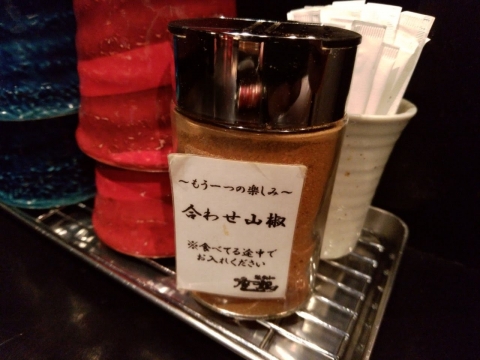 〜もう一つの楽しみ〜
合わせ山椒
※食べてる途中で
お入れください